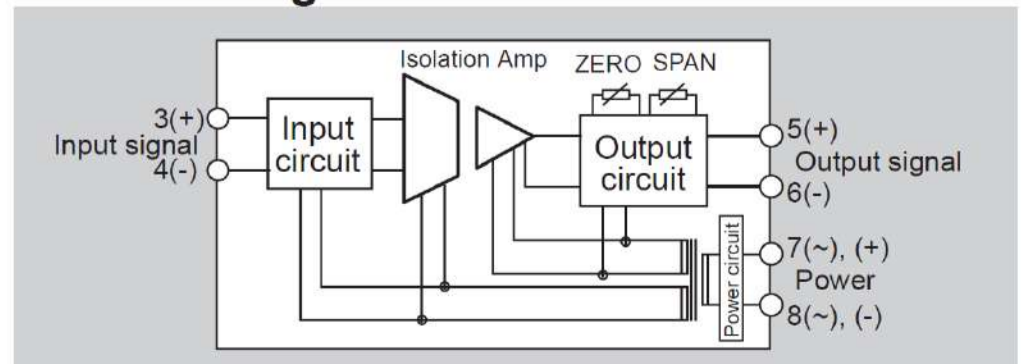 Isolation Amp
ZERO SPAN
3(+)
Input signal
4(-)
Input
circuit
Output
circuit
5(+)
Output signal
6(-)
Power circuit
7(~), (+)
Power
8(~), (-)